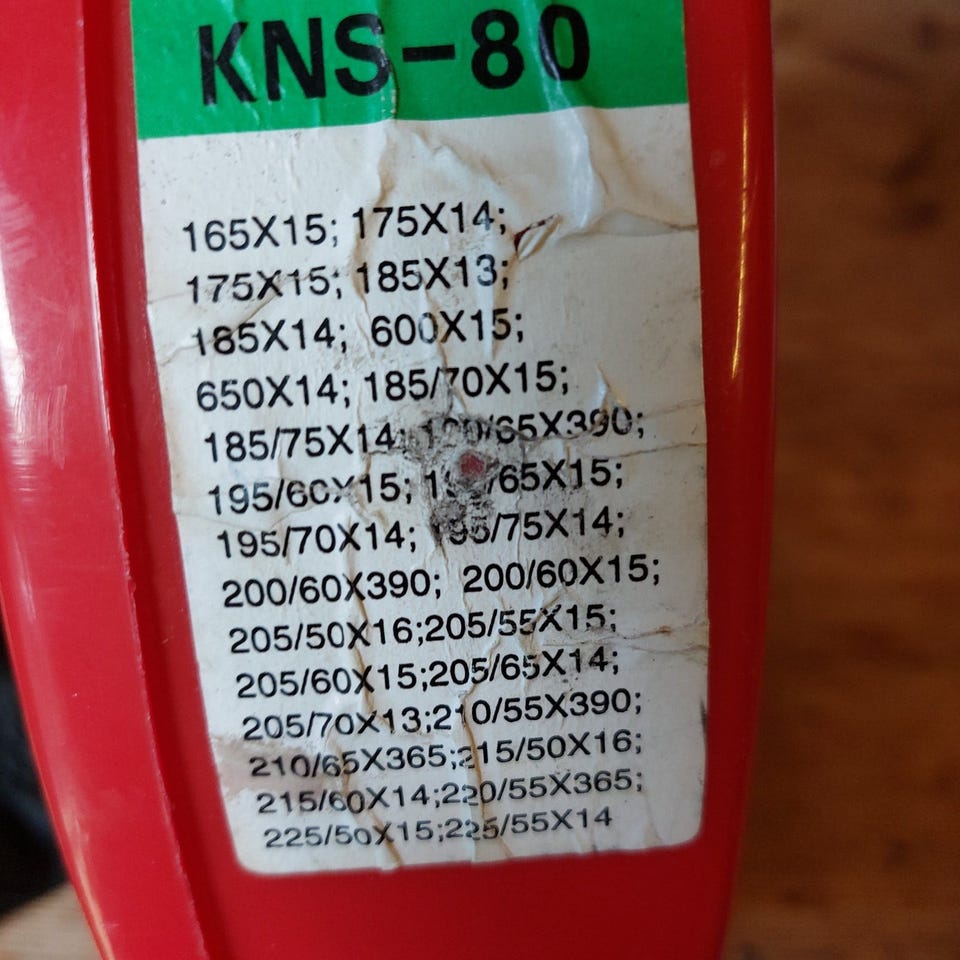 KNS-80
165X15; 175X14;
175X15; 185X13;
185X14; 600X15;
650X14; 185/70X15;
185/75X14;
195/60X15;
195/70X14; 195/75X14;
200/60X390; 200/60X15;
205/50X16;205/55X15;
205/60X15;205/65X14;
205/70X13;210/55X390;
210/65X365;215/50X16;
215/60X14;220/55X365;
225/50X15;225/55X14